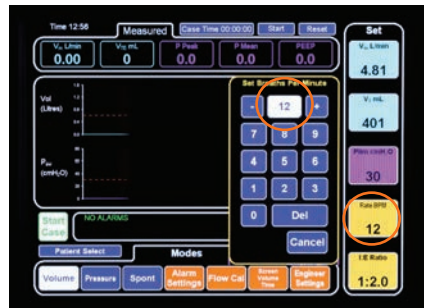 Time 12:56
Measured
Case Time 00:00:00
Start
Reset
Set
Vₑ L/min
0.00
V_TE mL
0
P Peak
0.0
P Mean
0.0
PEEP
0.0
Vₑ L/min
4.81
Vol
(Litres)
Set Breaths Per Minute
-
12
+
7
8
9
4
5
6
1
2
3
0
Del
Cancel
V_T mL
401
Paw
(cmH₂O)
Plim cmH₂O
30
Rate BPM
12
Start
Case
NO ALARMS
Patient Select
Modes
I:E Ratio
1:2.0
Volume
Pressure
Spont
Alarm
Settings
Flow Cal
Screen
Volume
Time
Engineer
Settings